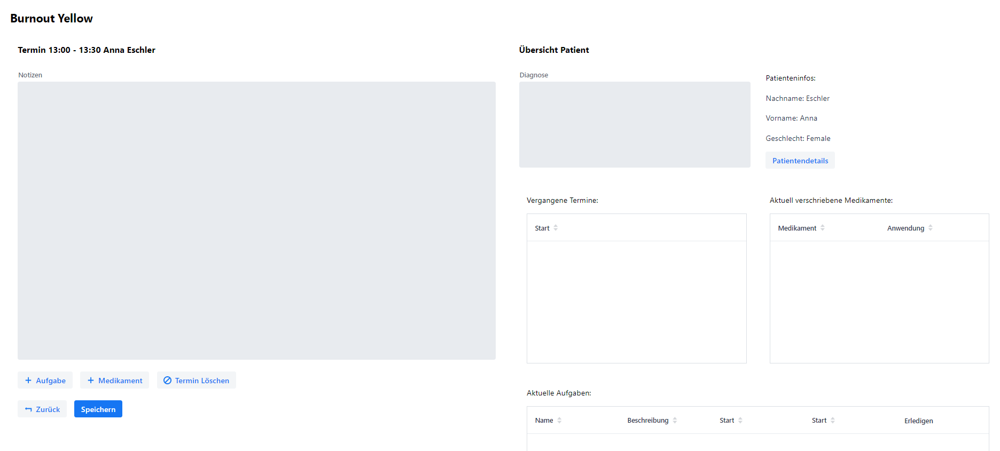 Burnout Yellow
Termin 13:00 - 13:30 Anna Eschler
Notizen
+ Aufgabe
+ Medikament
Termin Löschen
Zurück
Speichern
Übersicht Patient
Diagnose
Patienteninfos:
Nachname: Eschler
Vorname: Anna
Geschlecht: Female
Patientendetails
Vergangene Termine:
Start
Aktuell verschriebene Medikamente:
Medikament Anwendung
Aktuelle Aufgaben:
Name Beschreibung Start Start Erledigen